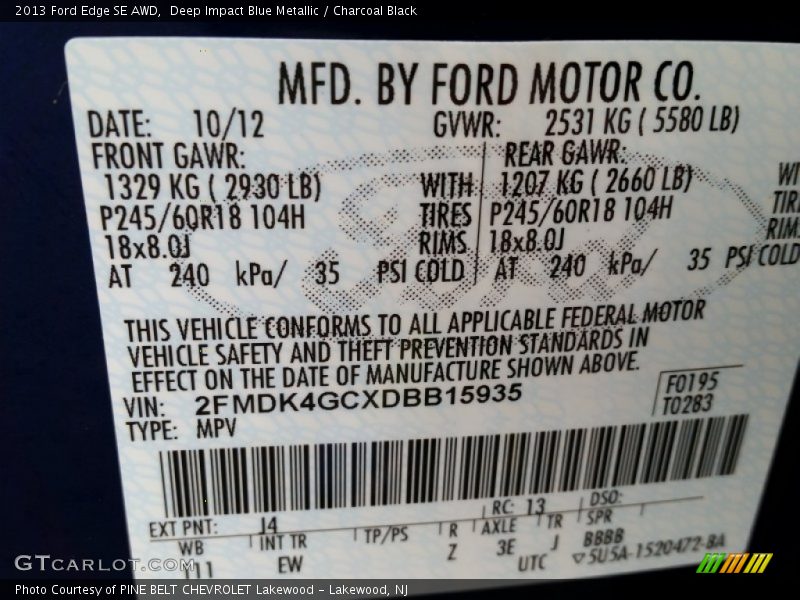 2013 Ford Edge SE AWD,  Deep Impact Blue Metallic / Charcoal Black
MFD. BY FORD MOTOR CO.
DATE: 10/12 GVWR: 2531 KG ( 5580 LB)
FRONT GAWR: REAR GAWR:
1329 KG ( 2930 LB) WITH 1207 KG ( 2660 LB)
P245/60R18 104H TIRES P245/60R18 104H
18x8.0J RIMS 18x8.0J
AT 240 kPa/ 35 PSI COLD AT 240 kPa/ 35 PSI COLD
THIS VEHICLE CONFORMS TO ALL APPLICABLE FEDERAL MOTOR
VEHICLE SAFETY AND THEFT PREVENTION STANDARDS IN
EFFECT ON THE DATE OF MANUFACTURE SHOWN ABOVE.
VIN: 2FMDK4GCXDBB15935 F0195
TYPE: MPV T0283
EXT PNT: J4 RC: 13 DSO:
WB INT TR TP/PS R AXLE TR SPR
111 EW Z 3E J BBBB
UTC 5U5A-1520472-BA
GTCARLOT.COM
Photo Courtesy of PINE BELT CHEVROLET Lakewood – Lakewood, NJ